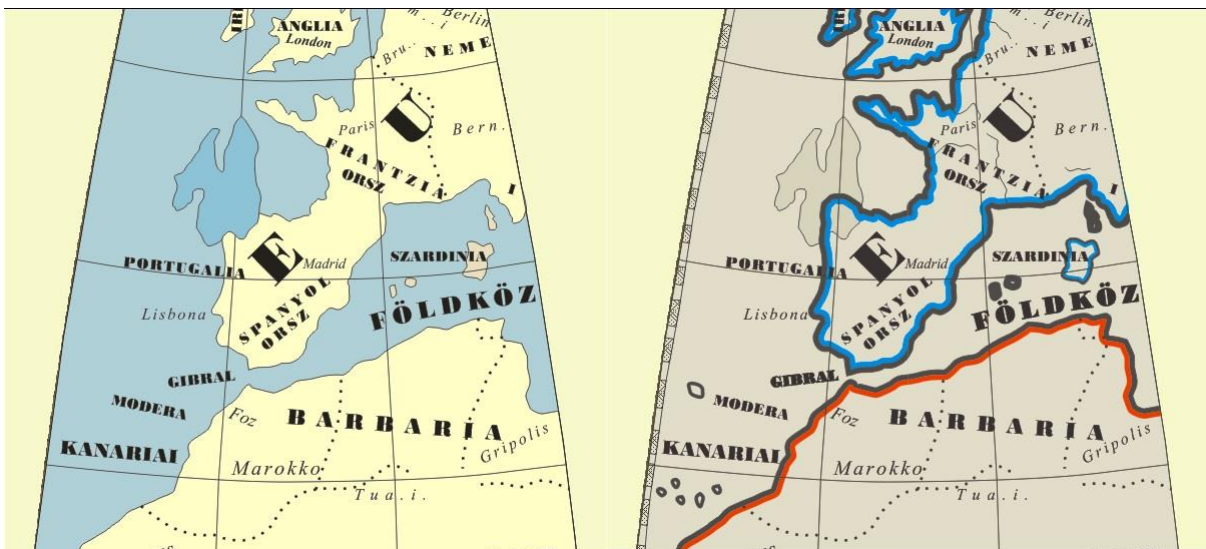 ANGLIA
London
Berlin
m...i
Bru..
NEME
U
Paris
Bern.
FRANTZIA
ORSZ
I
E
Madrid
PORTUGALIA
SZARDINIA
Lisbona
SPANYOL
ORSZ
FÖLDKÖZ
GIBRAL
MODERA
Foz
BARBARIA
KANARIAI
Marokko
Gripolis
Tua.i.
ANGLIA
London
Berlin
m...i
Bru..
NEME
U
Paris
Bern.
FRANTZIA
ORSZ
I
E
Madrid
PORTUGALIA
SZARDINIA
Lisbona
SPANYOL
ORSZ
FÖLDKÖZ
GIBRAL
MODERA
Foz
BARBARIA
KANARIAI
Marokko
Gripolis
Tua.i.